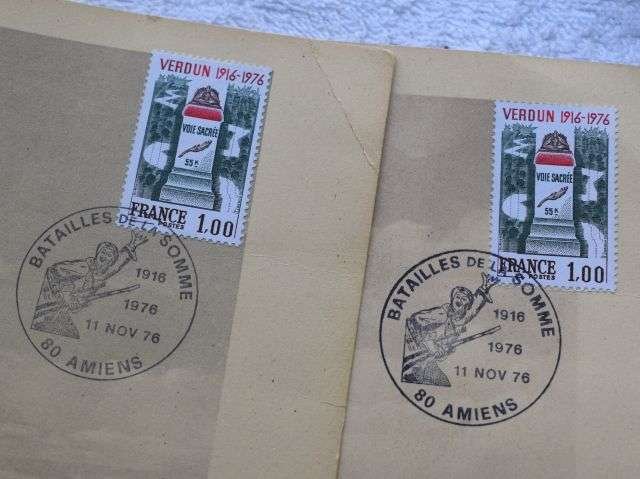 VERDUN 1916-1976
VOIE SACRÉE
55 K
FRANCE
POSTES
1.00
BATAILLES DE LA SOMME
1916
1976
11 NOV 76
80 AMIENS
VERDUN 1916-1976
VOIE SACRÉE
55 K
FRANCE
POSTES
1.00
BATAILLES DE LA SOMME
1916
1976
11 NOV 76
80 AMIENS